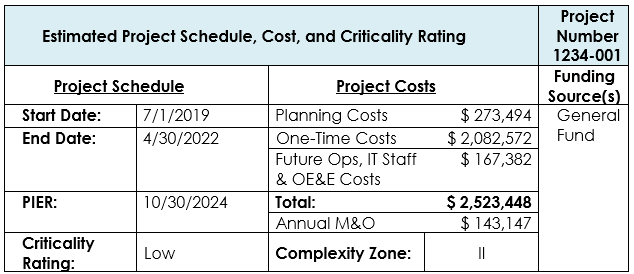 Estimated Project Schedule, Cost, and Criticality Rating
Project
Number
1234-001
Project Schedule
Project Costs
Funding
Source(s)
Start Date: 7/1/2019 Planning Costs $ 273,494 General
End Date: 4/30/2022 One-Time Costs $ 2,082,572 Fund
Future Ops, IT Staff $ 167,382
& OE&E Costs
PIER: 10/30/2024 Total: $ 2,523,448
Annual M&O $ 143,147
Criticality
Rating: Low Complexity Zone: II